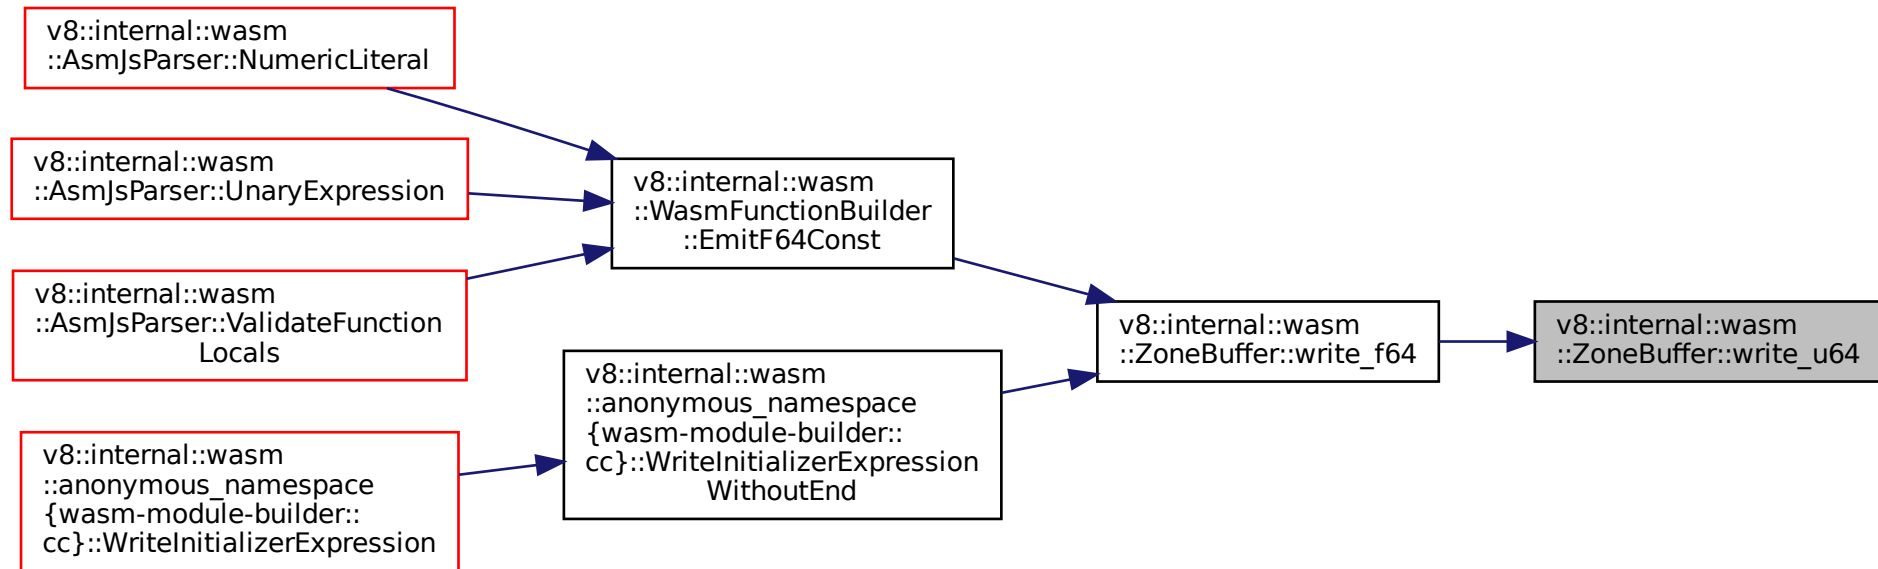 v8::internal::wasm
::AsmJsParser::NumericLiteral
v8::internal::wasm
::AsmJsParser::UnaryExpression
v8::internal::wasm
::AsmJsParser::ValidateFunction
Locals
v8::internal::wasm
::anonymous_namespace
{wasm-module-builder::
cc}::WriteInitializerExpression
v8::internal::wasm
::WasmFunctionBuilder
::EmitF64Const
v8::internal::wasm
::anonymous_namespace
{wasm-module-builder::
cc}::WriteInitializerExpression
WithoutEnd
v8::internal::wasm
::ZoneBuffer::write_f64
v8::internal::wasm
::ZoneBuffer::write_u64